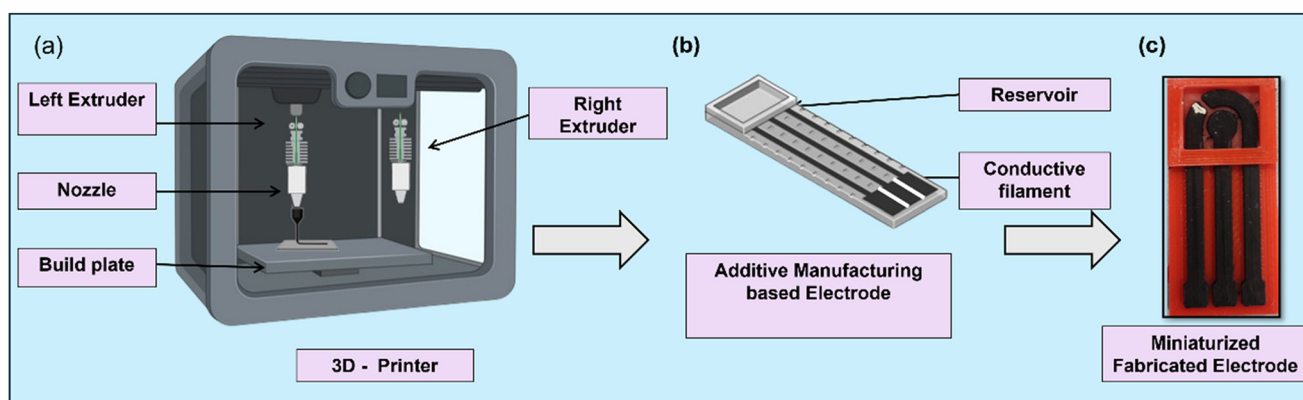 (a)
Left Extruder
Nozzle
Build plate
Right
Extruder
3D - Printer
(b)
Reservoir
Conductive
filament
Additive Manufacturing
based Electrode
(c)
Miniaturized
Fabricated Electrode